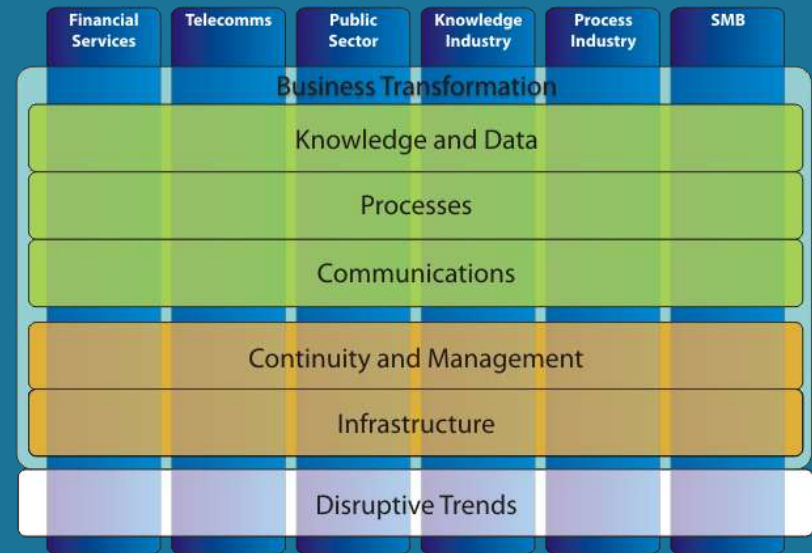 Financial
Services
Telecomms
Public
Sector
Knowledge
Industry
Process
Industry
SMB
Business Transformation
Knowledge and Data
Processes
Communications
Continuity and Management
Infrastructure
Disruptive Trends